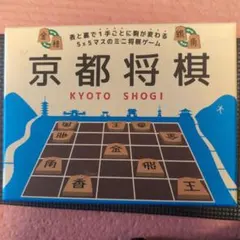 表と裏で1手ごとに駒が変わる
5×5マスのミニ将棋ゲーム
京都将棋
KYOTO SHOGI
金
角
飛
香
王